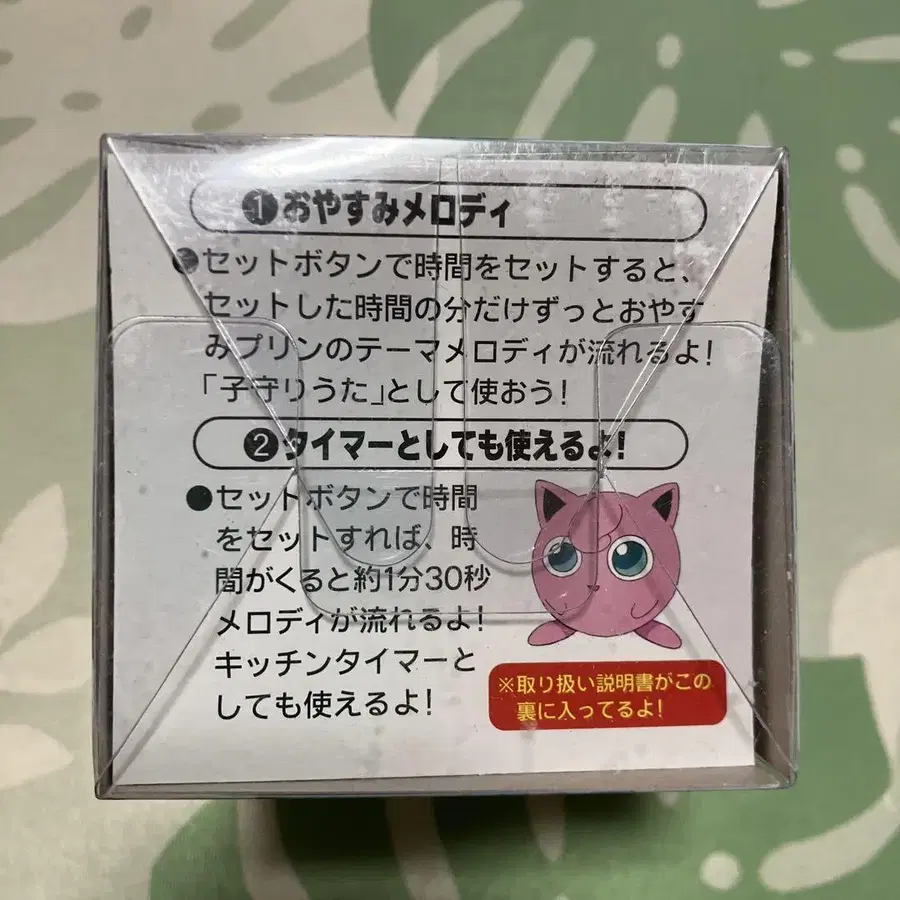 ❶おやすみメロディ
●セットボタンで時間をセットすると、
セットした時間の分だけずっとおやす
みプリンのテーマメロディが流れるよ!
「子守りうた」として使おう!
❷タイマーとしても使えるよ!
●セットボタンで時間
をセットすれば、時
間がくると約1分30秒
メロディが流れるよ!
キッチンタイマーと
しても使えるよ!
※取り扱い説明書がこの
裏に入ってるよ!